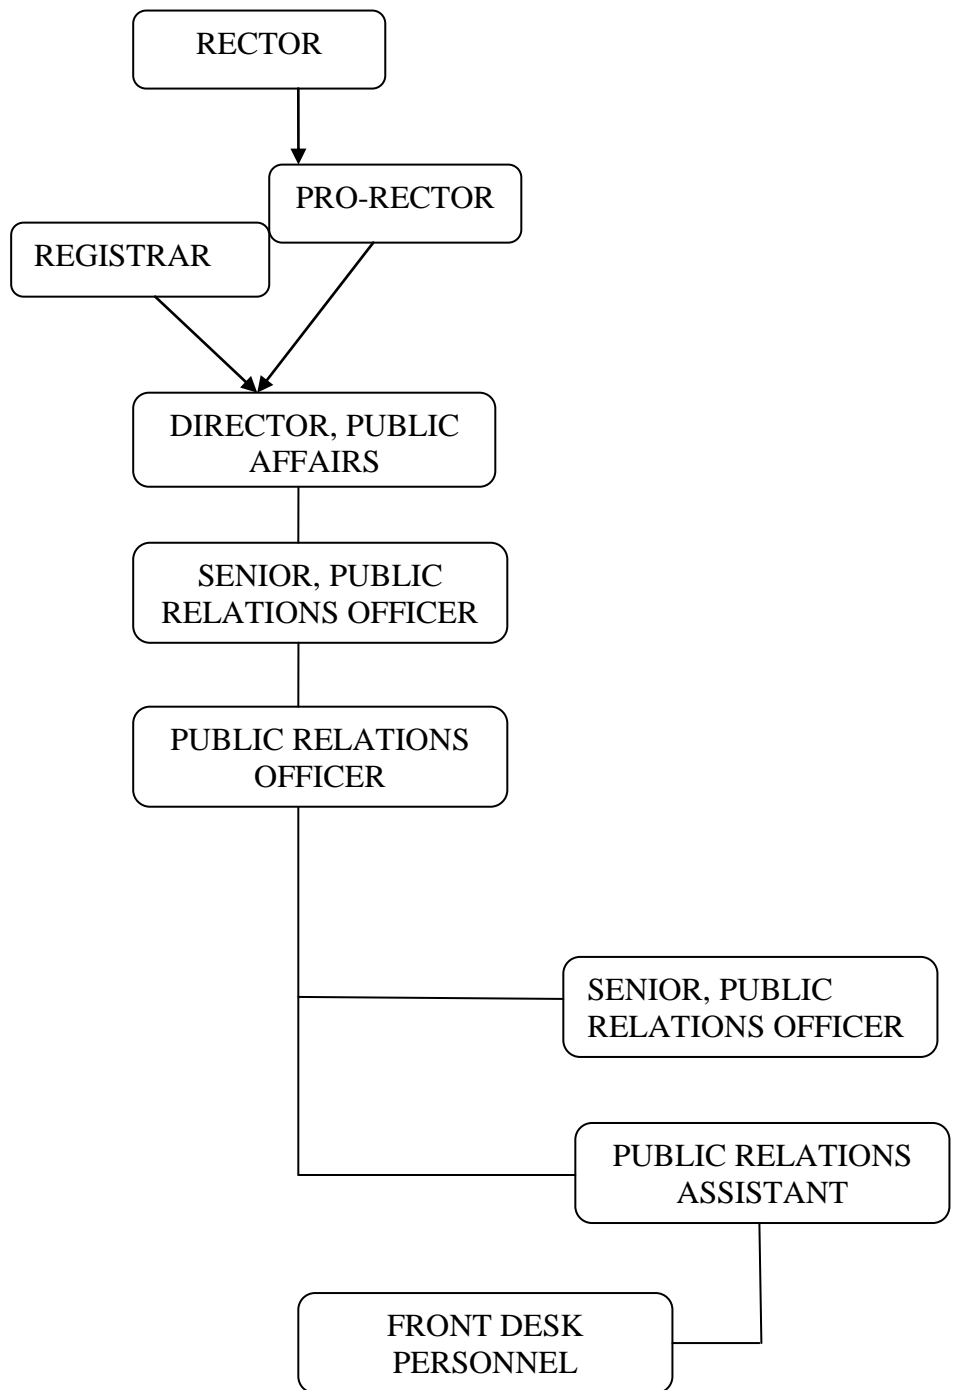 RECTOR
PRO-RECTOR
REGISTRAR
DIRECTOR, PUBLIC
AFFAIRS
SENIOR, PUBLIC
RELATIONS OFFICER
PUBLIC RELATIONS
OFFICER
SENIOR, PUBLIC
RELATIONS OFFICER
PUBLIC RELATIONS
ASSISTANT
FRONT DESK
PERSONNEL